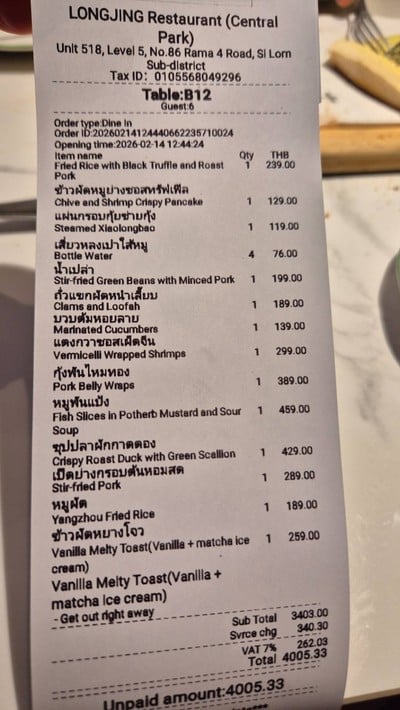 LONGJING Restaurant (Central
Park)
Unit 518, Level 5, No.86 Rama 4 Road, Si Lom
Sub-district
Tax ID: 0105568049296
Table:B12
Guest:6
Order type:Dine In
Order ID:20260214124440662235710024
Opening time:2026-02-14 12:44:24
Item name Qty THB
Fried Rice with Black Truffle and Roast 1 239.00
Pork
ข้าวผัดหมูย่างซอสทรัฟเฟิล
Chive and Shrimp Crispy Pancake 1 129.00
แผ่นกรอบกุ้ยช่ายกุ้ง
Steamed Xiaolongbao 1 119.00
เสี่ยวหลงเปาไส้หมู
Bottle Water 4 76.00
น้ำเปล่า
Stir-fried Green Beans with Minced Pork 1 199.00
ถั่วแขกผัดหนำเลี้ยบ
Clams and Loofah 1 189.00
บวบต้มหอยลาย
Marinated Cucumbers 1 139.00
แตงกวาซอสเผ็ดจีน
Vermicelli Wrapped Shrimps 1 299.00
กุ้งพันไหมทอง
Pork Belly Wraps 1 389.00
หมูพันแป้ง
Fish Slices in Potherb Mustard and Sour 1 459.00
Soup
ซุปปลาผักกาดดอง
Crispy Roast Duck with Green Scallion 1 429.00
เป็ดย่างกรอบต้นหอมสด
Stir-fried Pork 1 289.00
หมูผัด
Yangzhou Fried Rice 1 189.00
ข้าวผัดหยางโจว
Vanilla Melty Toast(Vanilla + matcha ice 1 259.00
cream)
Vanilla Melty Toast(Vanilla +
matcha ice cream)
- Get out right away
Sub Total 3403.00
Svrce chg 340.30
VAT 7% 262.03
Total 4005.33
Unpaid amount:4005.33